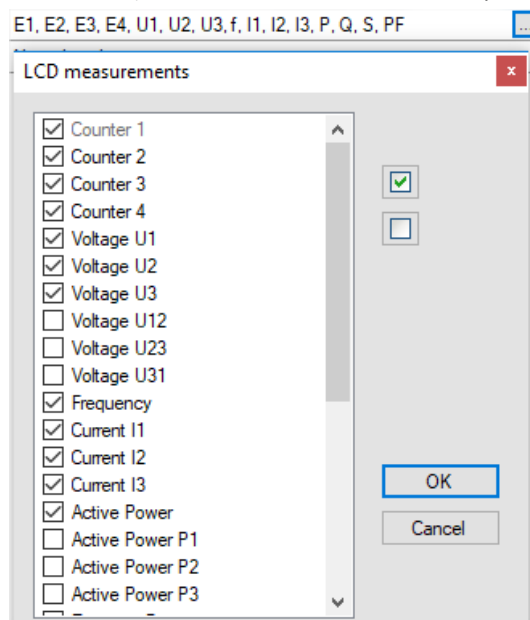 E1, E2, E3, E4, U1, U2, U3, f, I1, I2, I3, P, Q, S, PF
...
LCD measurements
x
Counter 1
Counter 2
Counter 3
Counter 4
Voltage U1
Voltage U2
Voltage U3
Voltage U12
Voltage U23
Voltage U31
Frequency
Current I1
Current I2
Current I3
Active Power
Active Power P1
Active Power P2
Active Power P3
OK
Cancel